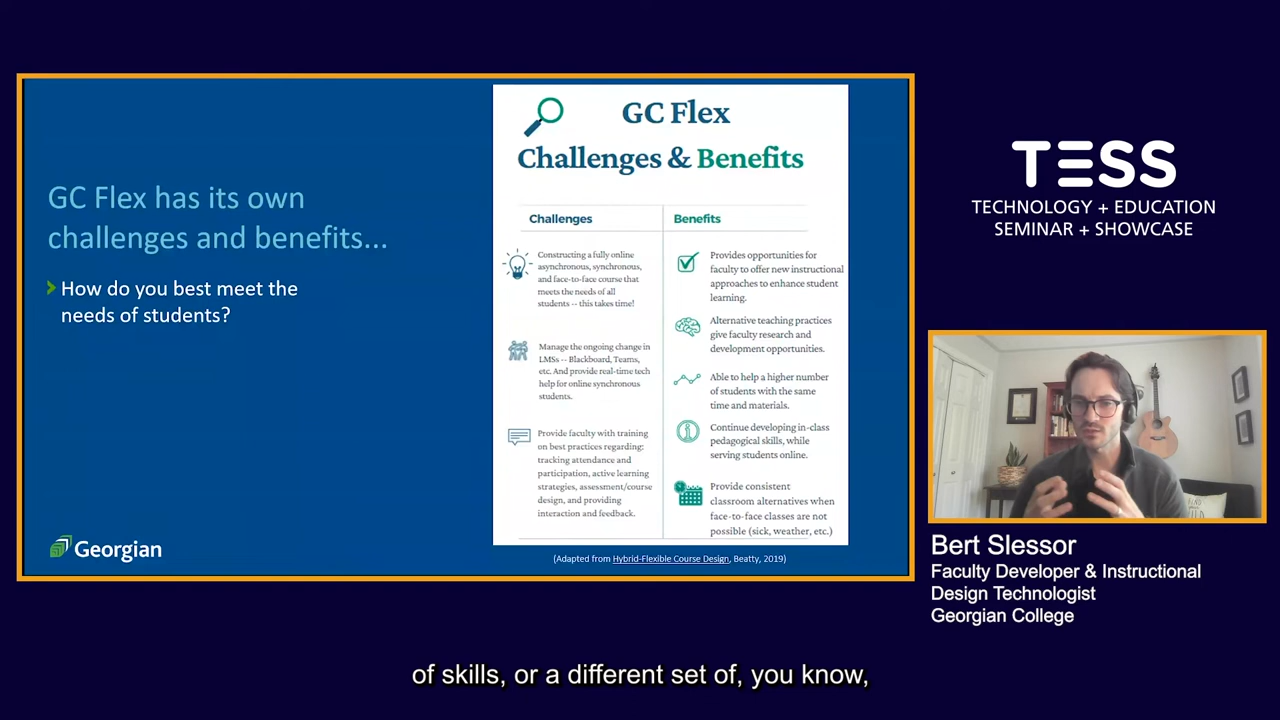 GC Flex has its own
challenges and benefits...
How do you best meet the
needs of students?
Georgian
GC Flex
Challenges & Benefits
Challenges
Constructing a fully online
asynchronous, synchronous,
and face-to-face course that
meets the needs of all
students -- this takes time!
Manage the ongoing change in
LMSs -- Blackboard, Teams,
etc. And provide real-time tech
help for online synchronous
students.
Provide faculty with training
on best practices regarding:
tracking attendance and
participation, active learning
strategies, assessment/course
design, and providing
interaction and feedback.
Benefits
Provides opportunities for
faculty to offer new instructional
approaches to enhance student
learning.
Alternative teaching practices
give faculty research and
development opportunities.
Able to help a higher number
of students with the same
time and materials.
Continue developing in-class
pedagogical skills, while
serving students online.
Provide consistent
classroom alternatives when
face-to-face classes are not
possible (sick, weather, etc.)
(Adapted from Hybrid-Flexible Course Design, Beatty, 2019)
TESS
TECHNOLOGY + EDUCATION
SEMINAR + SHOWCASE
Bert Slessor
Faculty Developer & Instructional
Design Technologist
Georgian College
of skills, or a different set of, you know,